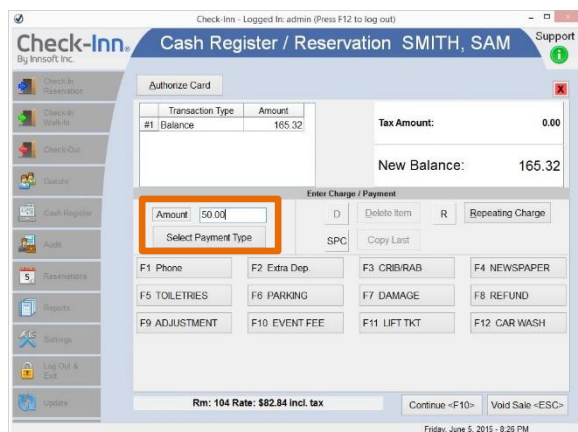 Check-Inn - Logged In: admin (Press F12 to log out)
Check-Inn®
By Innsoft Inc.
Cash Register / Reservation SMITH, SAM
Support
Check-In Reservation
Check-In Walk-In
Check-Out
Guests
Cash Register
Audit
5 Reservations
Reports
Settings
Log Out & Exit
Update
Authorize Card
X
Transaction Type Amount
#1 Balance 165.32
Tax Amount: 0.00
New Balance: 165.32
Enter Charge / Payment
Amount 50.00
Select Payment Type
D Delete Item R Repeating Charge
SPC Copy Last
F1 Phone F2 Extra Dep. F3 CRIB/RAB F4 NEWSPAPER
F5 TOILETRIES F6 PARKING F7 DAMAGE F8 REFUND
F9 ADJUSTMENT F10 EVENT FEE F11 LIFT TKT F12 CAR WASH
Rm: 104 Rate: $82.84 incl. tax
Continue <F10> Void Sale <ESC>
Friday, June 5, 2015 - 8:26 PM